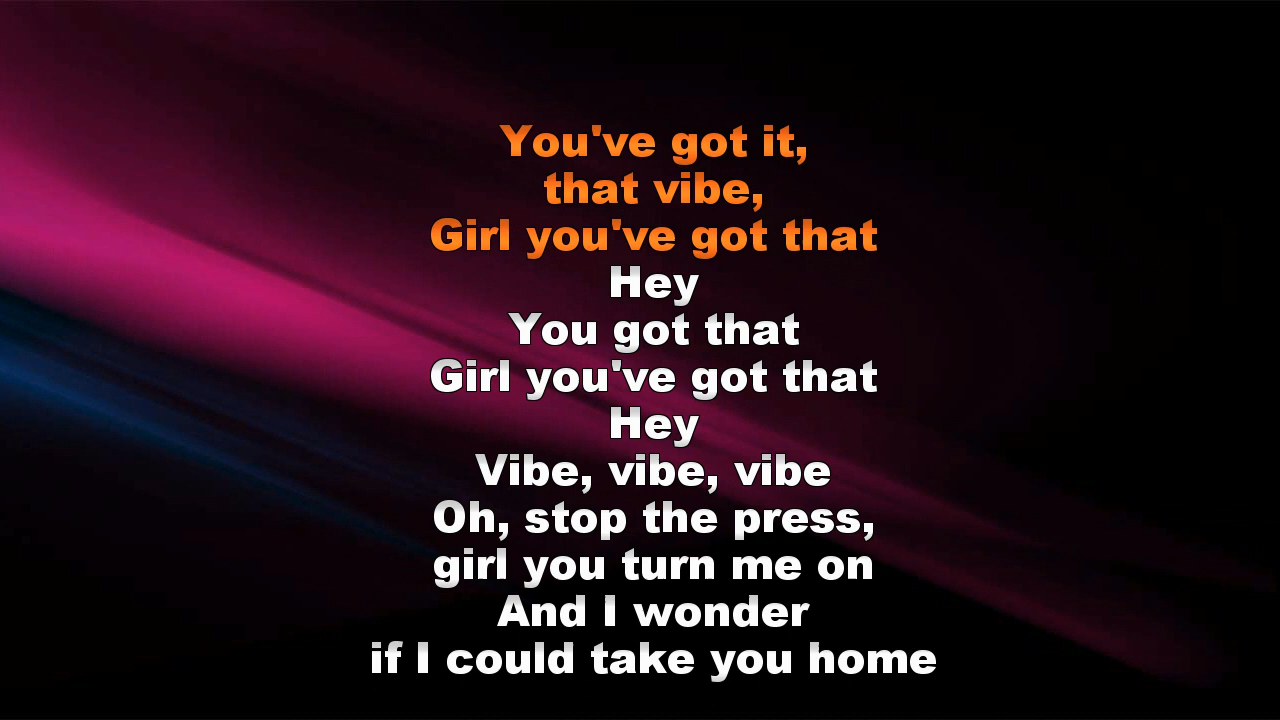 You've got it,
that vibe,
Girl you've got that
Hey
You got that
Girl you've got that
Hey
Vibe, vibe, vibe
Oh, stop the press,
girl you turn me on
And I wonder
if I could take you home